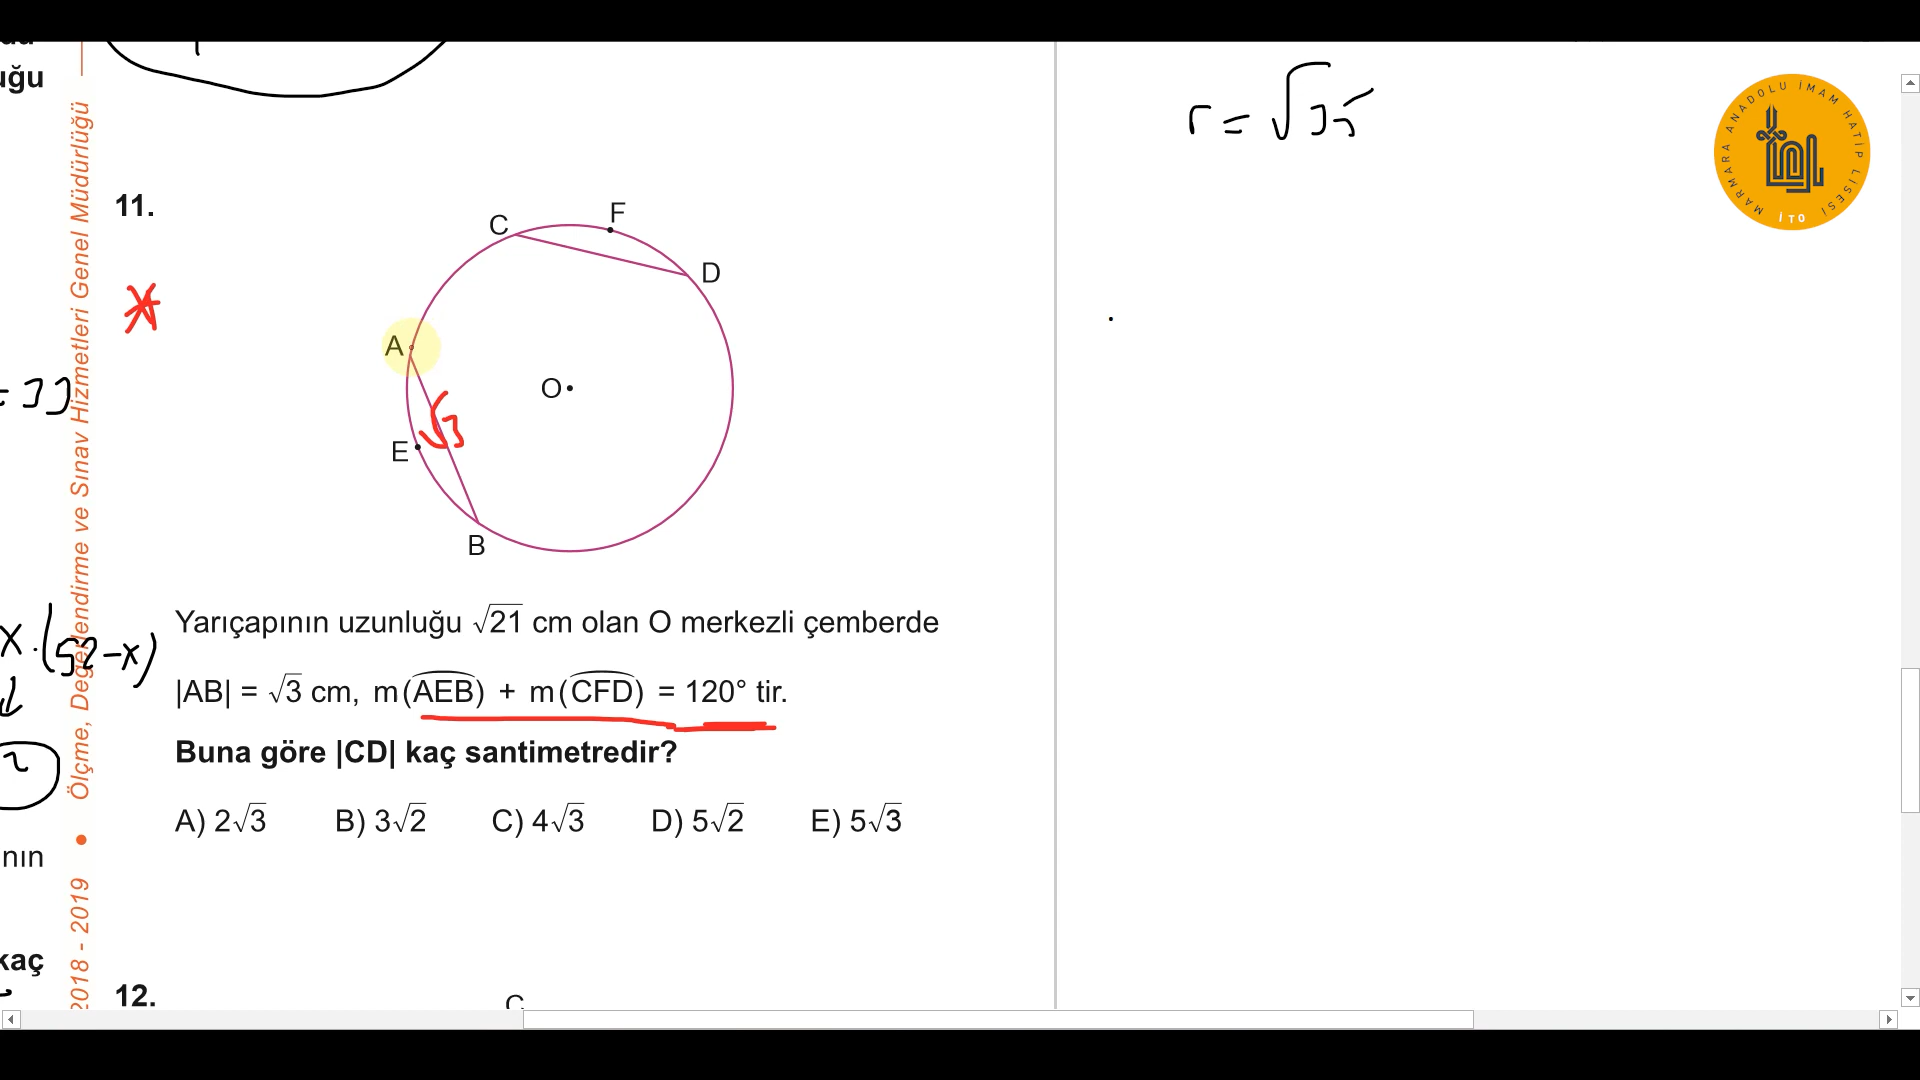 uğu
r = √35
MARMARA ANADOLU İMAM HATİP LİSESİ
İTO
Ölçme, Değerlendirme ve Sınav Hizmetleri Genel Müdürlüğü
2018 - 2019
11.
C
F
D
A
O
E
B
√3
x.(52-x)
Yarıçapının uzunluğu √21 cm olan O merkezli çemberde
|AB| = √3 cm, m(AEB) + m(CFD) = 120° tir.
Buna göre |CD| kaç santimetredir?
A) 2√3 B) 3√2 C) 4√3 D) 5√2 E) 5√3
nın
kaç
12.
C